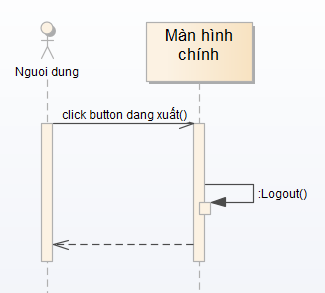 Màn hình
chính
Nguoi dung
click button dang xuất()
:Logout()